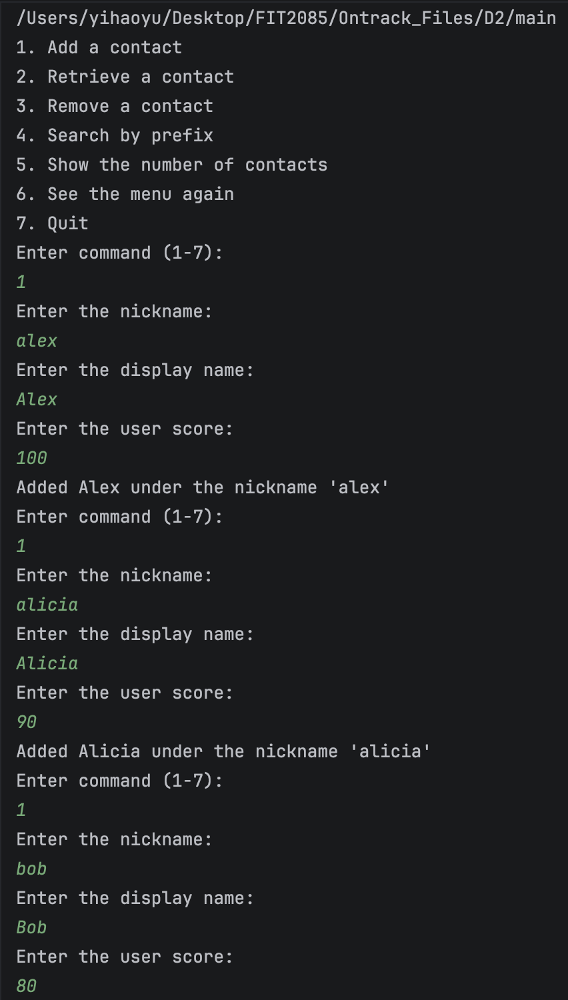 /Users/yihaoyu/Desktop/FIT2085/Ontrack_Files/D2/main
1. Add a contact
2. Retrieve a contact
3. Remove a contact
4. Search by prefix
5. Show the number of contacts
6. See the menu again
7. Quit
Enter command (1-7):
1
Enter the nickname:
alex
Enter the display name:
Alex
Enter the user score:
100
Added Alex under the nickname 'alex'
Enter command (1-7):
1
Enter the nickname:
alicia
Enter the display name:
Alicia
Enter the user score:
90
Added Alicia under the nickname 'alicia'
Enter command (1-7):
1
Enter the nickname:
bob
Enter the display name:
Bob
Enter the user score:
80